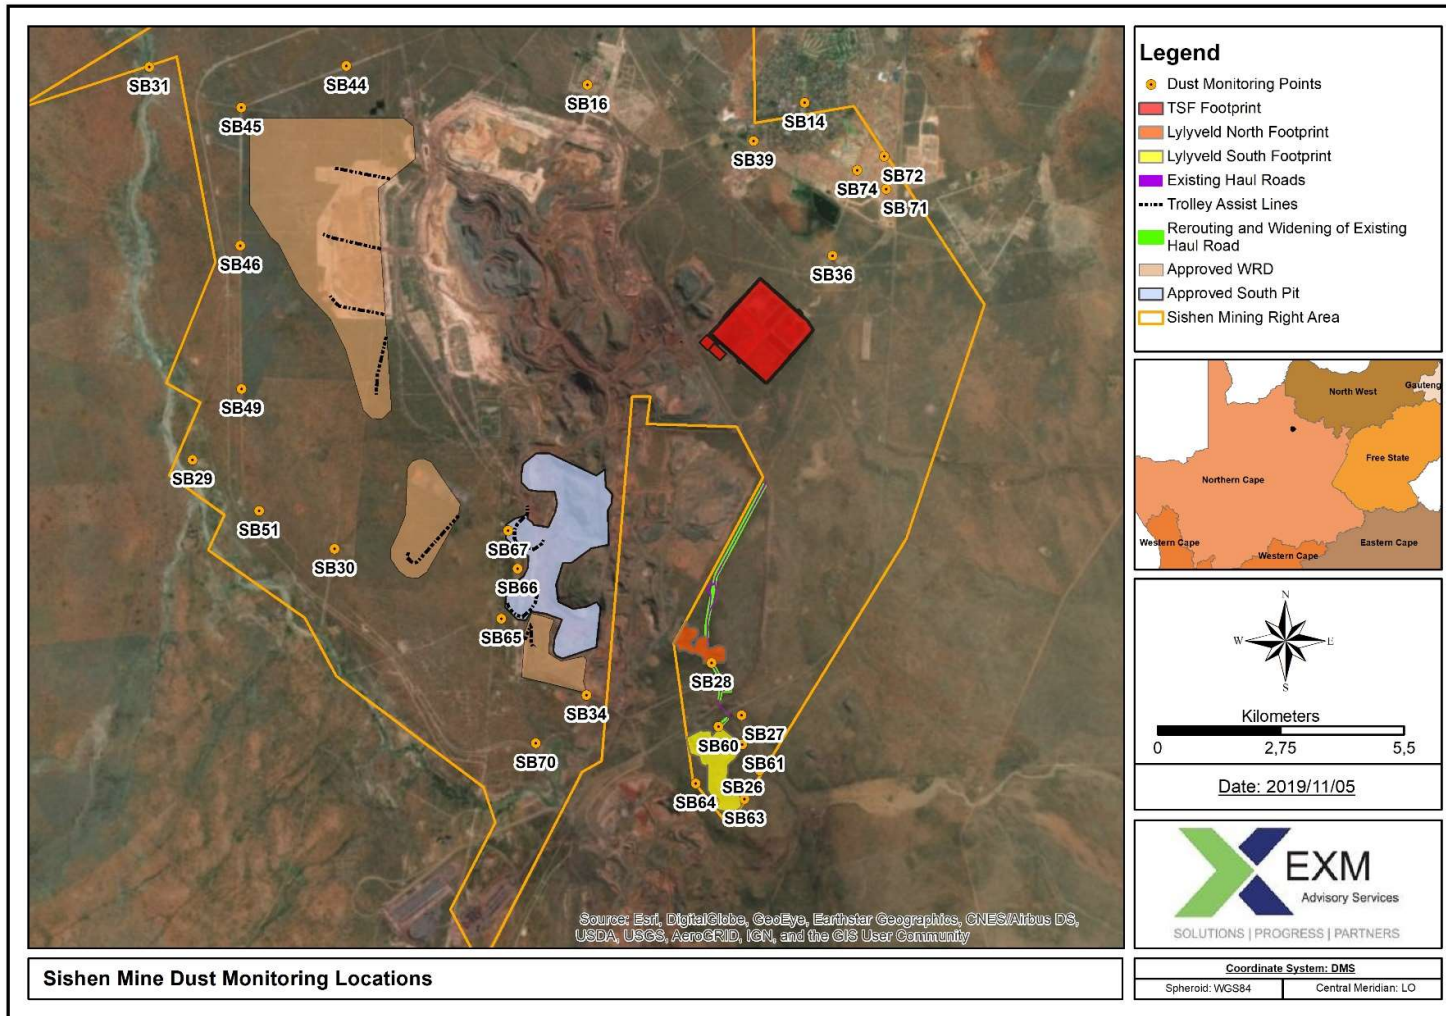 SB31
SB44
SB16
SB45
SB14
SB39
SB72
SB74
SB 71
SB46
SB36
SB49
SB29
SB51
SB30
SB67
SB66
SB65
SB28
SB34
SB27
SB60
SB70
SB61
SB26
SB64
SB63
Source: Esri, DigitalGlobe, GeoEye, Earthstar Geographics, CNES/Airbus DS,
USDA, USGS, AeroGRID, IGN, and the GIS User Community
Sishen Mine Dust Monitoring Locations
Legend
Dust Monitoring Points
TSF Footprint
Lylyveld North Footprint
Lylyveld South Footprint
Existing Haul Roads
Trolley Assist Lines
Rerouting and Widening of Existing
Haul Road
Approved WRD
Approved South Pit
Sishen Mining Right Area
North West
Gauteng
Free State
Northern Cape
Western Cape
Western Cape
Eastern Cape
N
W
E
S
Kilometers
0 2,75 5,5
Date: 2019/11/05
EXM
Advisory Services
SOLUTIONS | PROGRESS | PARTNERS
Coordinate System: DMS
Spheroid: WGS84
Central Meridian: LO